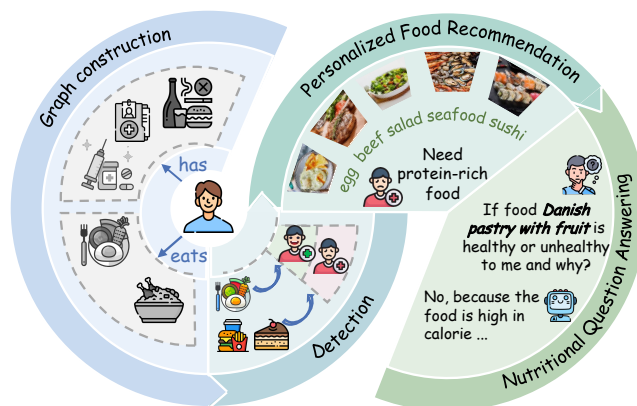 Graph construction
has
eats
Detection
Personalized Food Recommendation
egg beef salad seafood sushi
Need
protein-rich
food
Nutritional Question Answering
If food Danish
pastry with fruit is
healthy or unhealthy
to me and why?
No, because the
food is high in
calorie ...